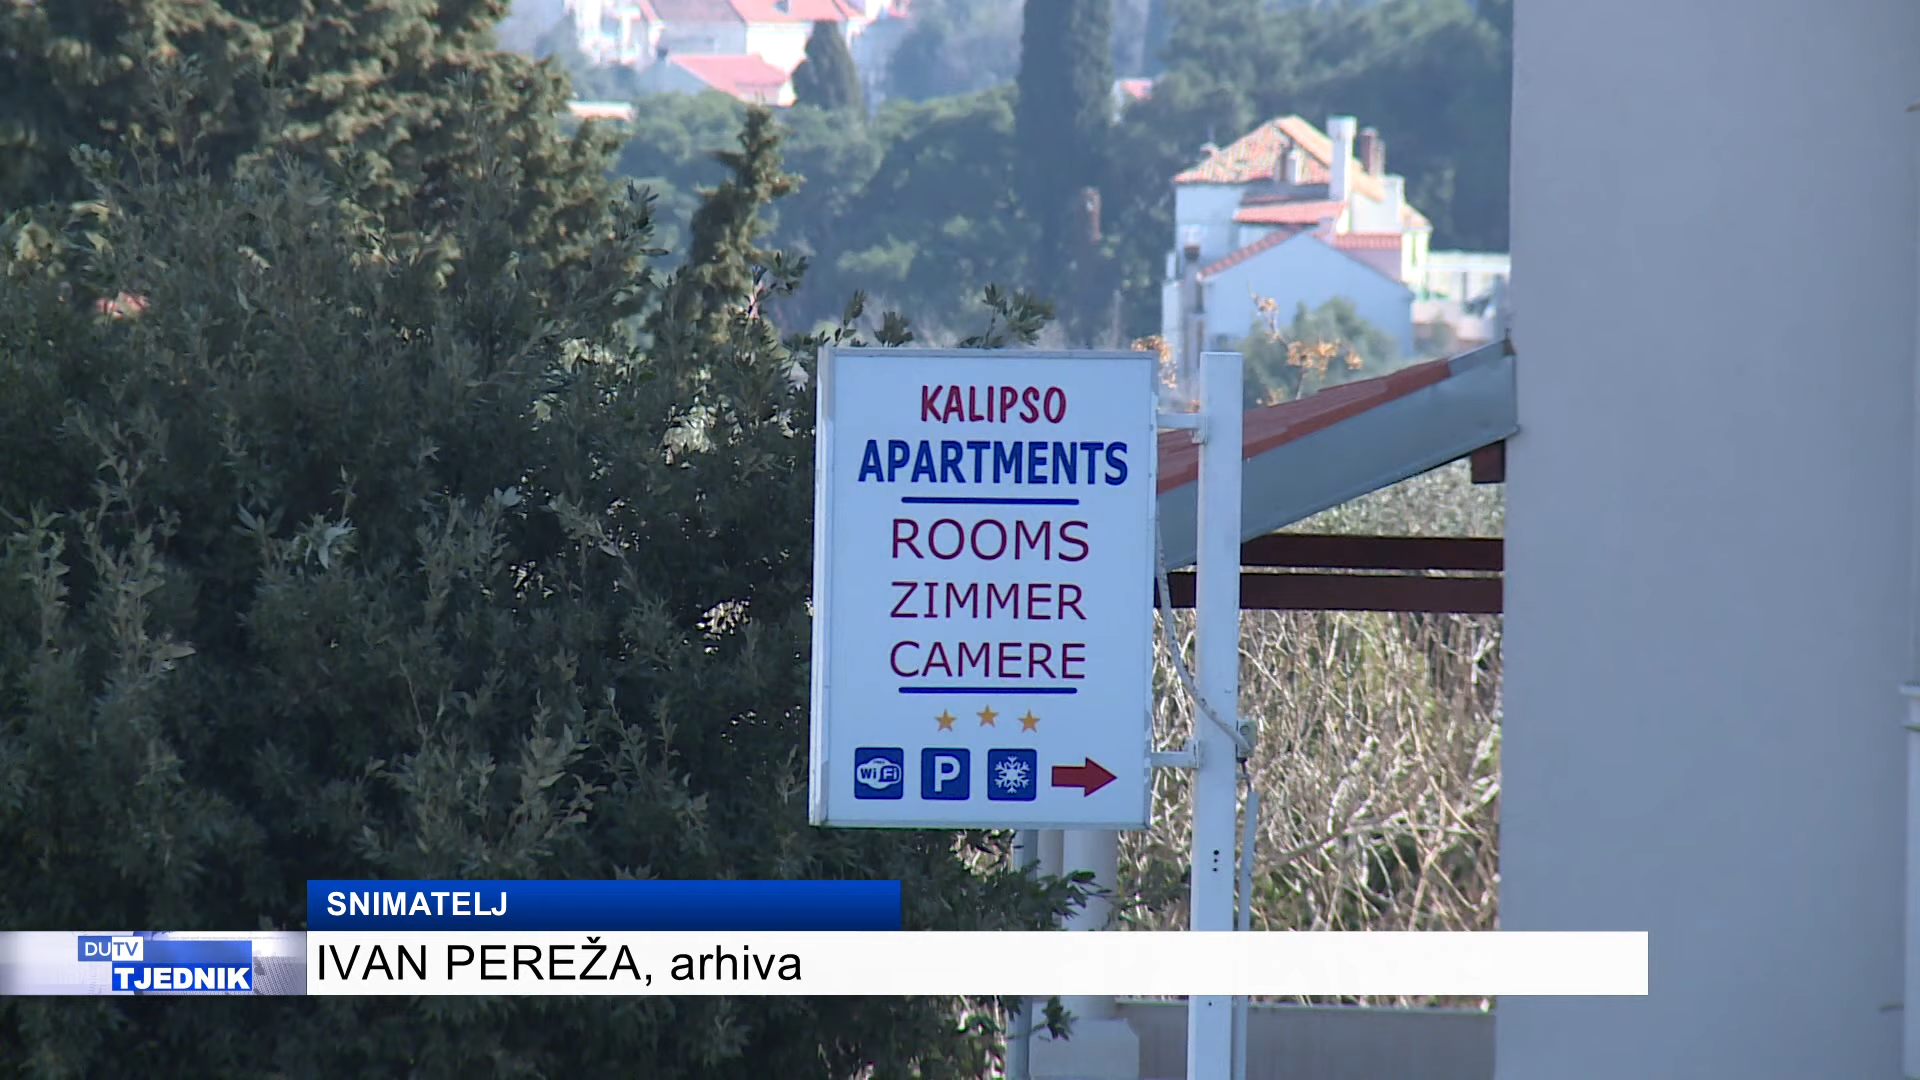 KALIPSO
APARTMENTS
ROOMS
ZIMMER
CAMERE
WiFi P
SNIMATELJ
DUTV
TJEDNIK
IVAN PEREŽA, arhiva